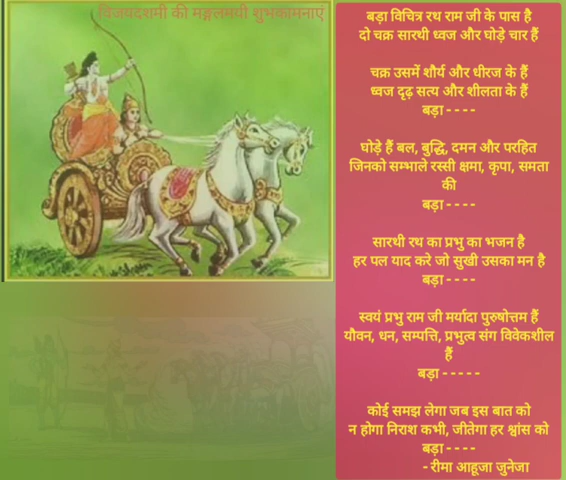 विजयदशमी की मङ्गलमयी शुभकामनाएं
बड़ा विचित्र रथ राम जी के पास है
दो चक्र सारथी ध्वज और घोड़े चार हैं
चक्र उसमें शौर्य और धीरज के हैं
ध्वज दृढ़ सत्य और शीलता के हैं
बड़ा - - - -
घोड़े हैं बल, बुद्धि, दमन और परहित
जिनको सम्भाले रस्सी क्षमा, कृपा, समता
की
बड़ा - - - -
सारथी रथ का प्रभु का भजन है
हर पल याद करे जो सुखी उसका मन है
बड़ा - - - -
स्वयं प्रभु राम जी मर्यादा पुरुषोत्तम हैं
यौवन, धन, सम्पत्ति, प्रभुत्व संग विवेकशील
हैं
बड़ा - - - - -
कोई समझ लेगा जब इस बात को
न होगा निराश कभी, जीतेगा हर श्वांस को
बड़ा - - - -
- रीमा आहूजा जुनेजा